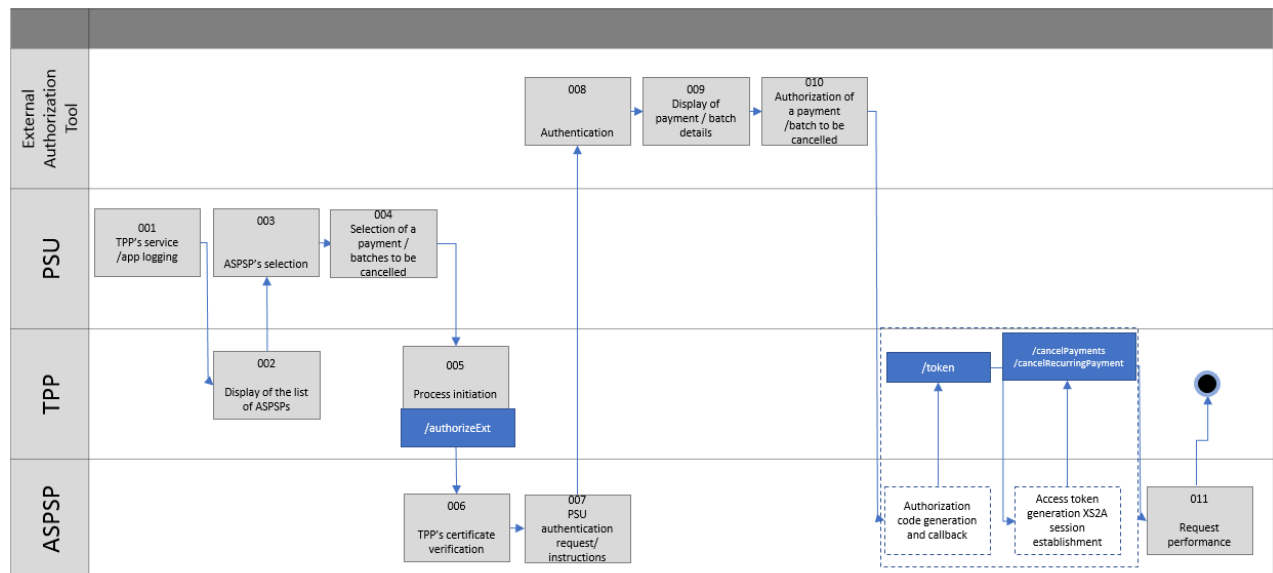 External
Authorization
Tool
008
Authentication
009
Display of
payment / batch
details
010
Authorization of
a payment
/batch to be
cancelled
PSU
001
TPP's service
/app logging
003
ASPSP's selection
004
Selection of a
payment /
batches to be
cancelled
TPP
002
Display of the list
of ASPSPs
005
Process initiation
/authorizeExt
/token
/cancelPayments
/cancelRecurringPayment
ASPSP
006
TPP's certificate
verification
007
PSU
authentication
request/
instructions
Authorization
code generation
and callback
Access token
generation XS2A
session
establishment
011
Request
performance